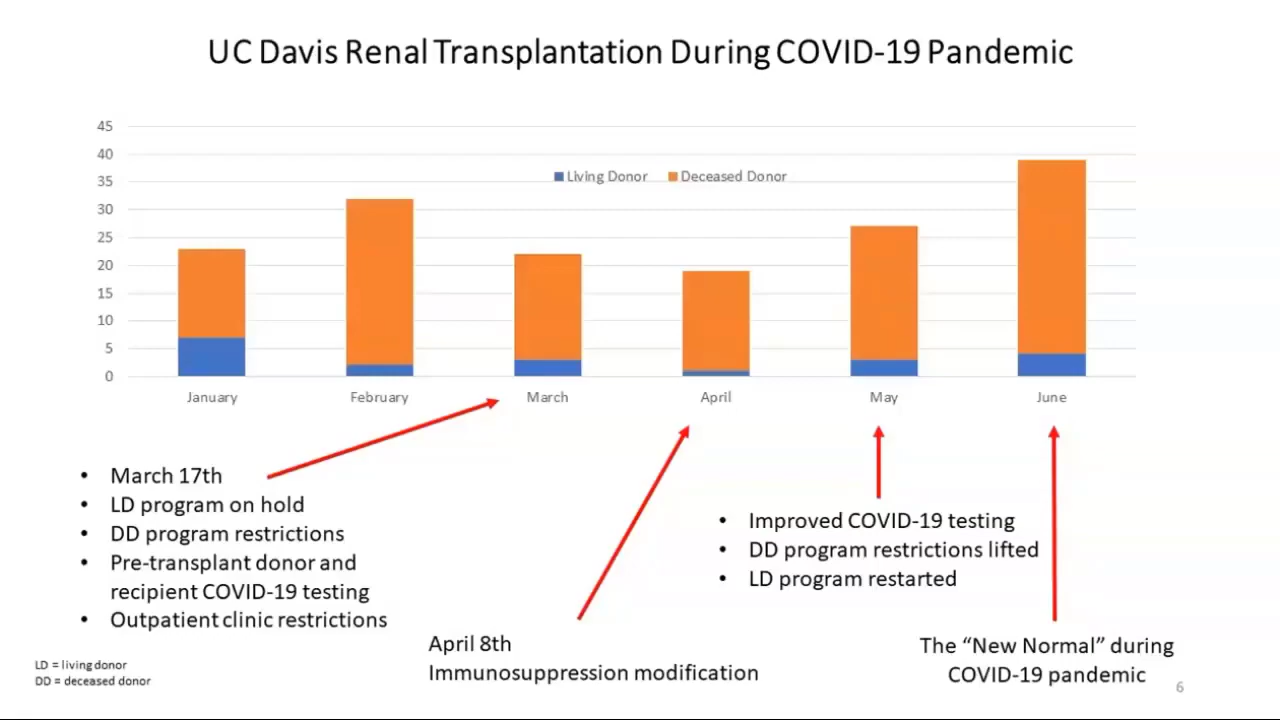 UC Davis Renal Transplantation During COVID-19 Pandemic
45
40
35
30
25
20
15
10
5
0
Living Donor Deceased Donor
January February March April May June
• March 17th
• LD program on hold
• DD program restrictions
• Pre-transplant donor and
recipient COVID-19 testing
• Outpatient clinic restrictions
April 8th
Immunosuppression modification
• Improved COVID-19 testing
• DD program restrictions lifted
• LD program restarted
The “New Normal” during
COVID-19 pandemic
LD = living donor
DD = deceased donor
6